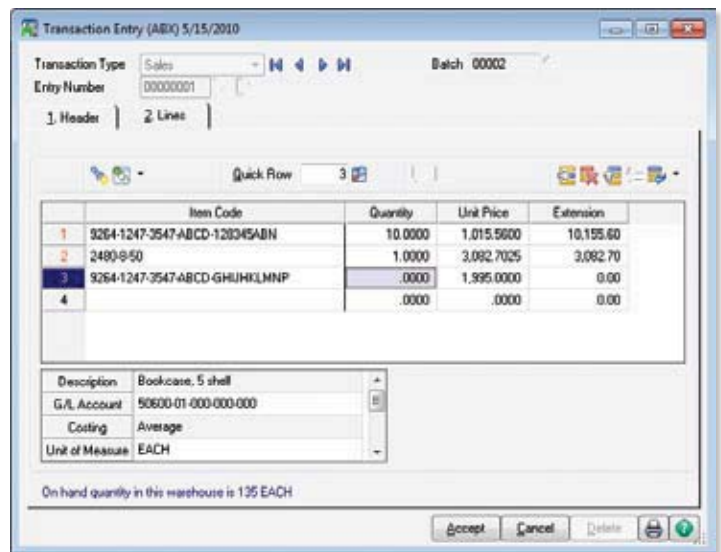 Transaction Entry (ABX) 5/15/2010
Transaction Type Sales Batch 00002
Entry Number 00000001
1. Header 2. Lines
Quick Row 3
Item Code Quantity Unit Price Extension
1 9264-1247-3547-ABCD-128345ABN 10.0000 1,015.5600 10,155.60
2 2480-8-50 1.0000 3,082.7025 3,082.70
3 9264-1247-3547-ABCD-GHIJHKLMNP .0000 1,995.0000 0.00
4 .0000 .0000 0.00
Description Bookcase, 5 shelf
G/L Account 50600-01-000-000-000
Costing Average
Unit of Measure EACH
On hand quantity in this warehouse is 135 EACH
Accept Cancel Delete